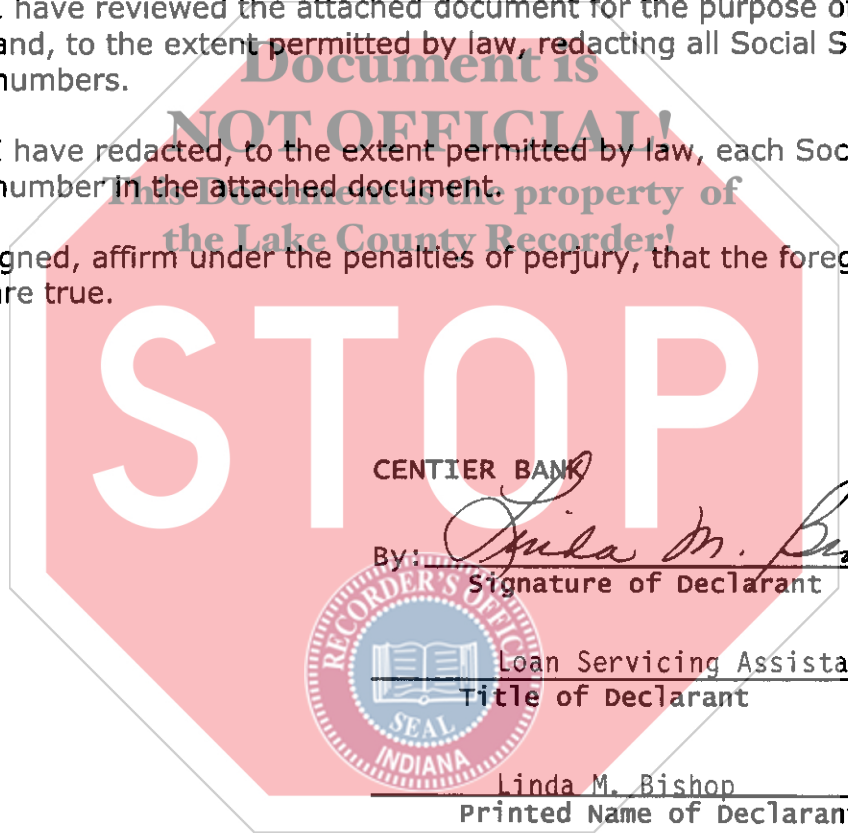 have reviewed the attached document for the purpose of
and, to the extent permitted by law, redacting all Social S
numbers.
Document is
NOT OFFICIAL!
I have redacted, to the extent permitted by law, each Soc
number in the attached document.
This Document is the property of
the Lake County Recorder!
gned, affirm under the penalties of perjury, that the foreg
re true.
STOP
CENTIER BANK
By: Linda M. Bis
Signature of Declarant
RECORDER'S OFFICE
SEAL
INDIANA
Loan Servicing Assista
Title of Declarant
Linda M. Bishop
Printed Name of Declaran